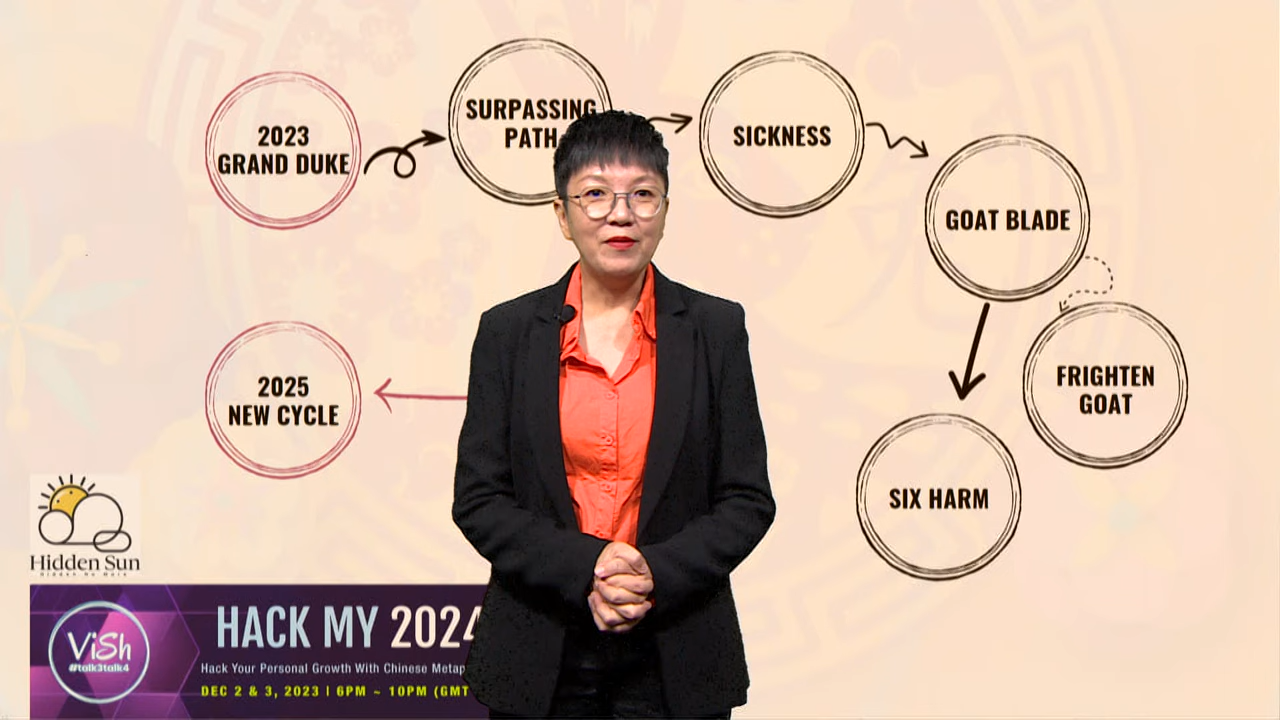 2023
GRAND DUKE
SURPASSING
PATH
SICKNESS
GOAT BLADE
FRIGHTEN
GOAT
SIX HARM
2025
NEW CYCLE
Hidden Sun
ViSh
#talk3talk4
HACK MY 2024
Hack Your Personal Growth With Chinese
DEC 2 & 3, 2023 | 6PM ~ 10PM (GMT